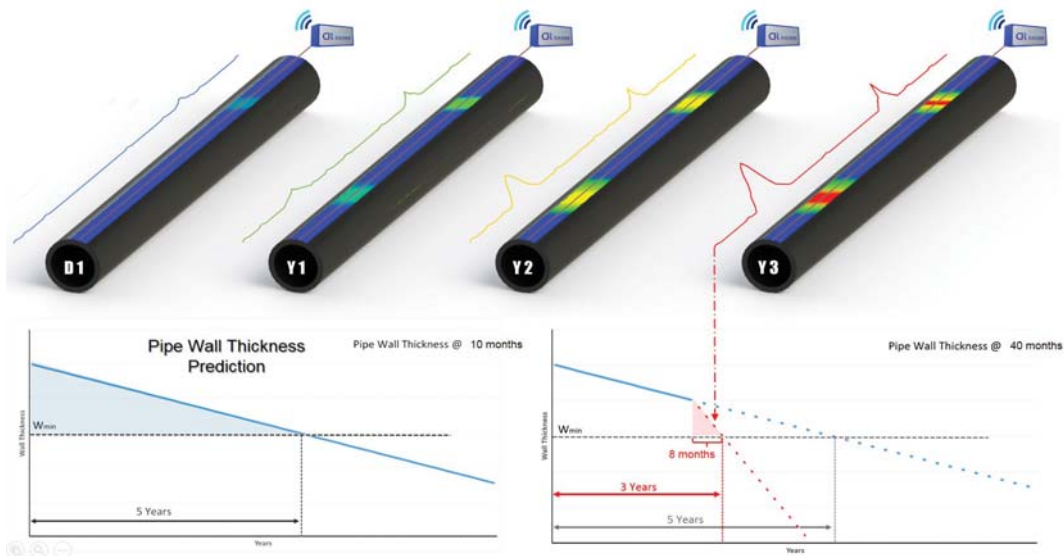 D1
Y1
Y2
Y3
Pipe Wall Thickness
Prediction
Pipe Wall Thickness @ 10 months
Wmin
Wall Thickness
5 Years
Years
Pipe Wall Thickness @ 40 months
Wmin
Wall Thickness
8 months
3 Years
5 Years
Years